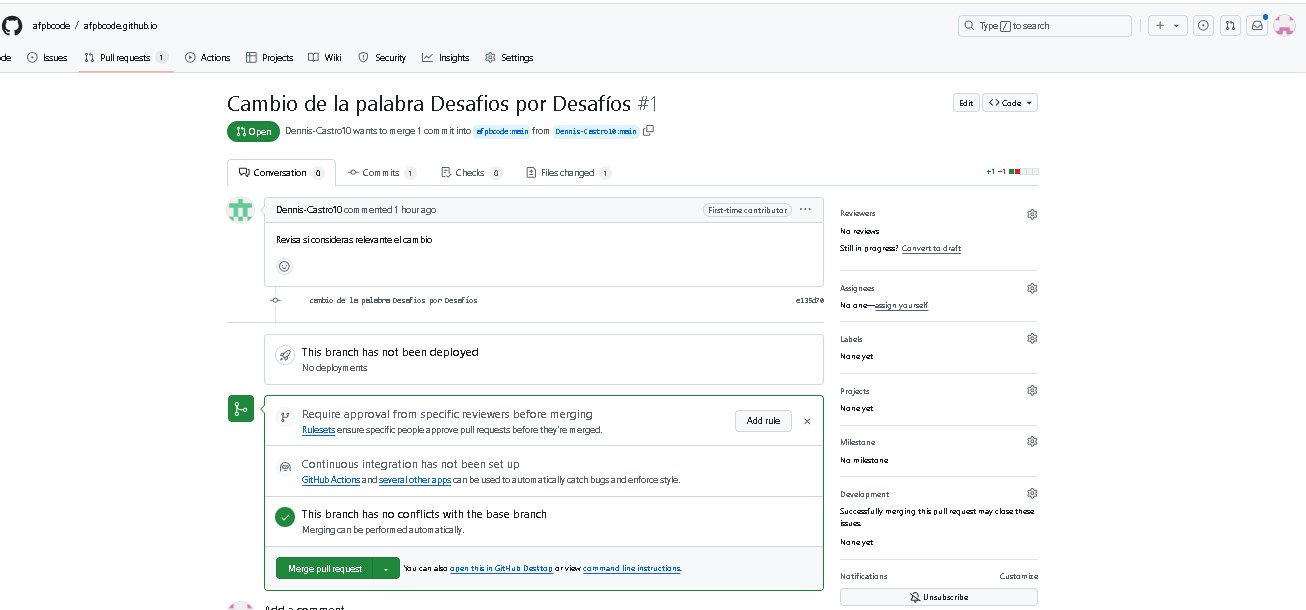 afpbcode / afpbcode.github.io
Type / to search
de Issues Pull requests 1 Actions Projects Wiki Security Insights Settings
Cambio de la palabra Desafios por Desafíos #1
Edit <> Code
Open Dennis-Castro10 wants to merge 1 commit into afpbcode:main from Dennis-Castro10:main
Conversation 0 Commits 1 Checks 0 Files changed 1
+1 −1
Dennis-Castro10 commented 1 hour ago
First-time contributor
Revisa si consideras relevante el cambio
cambio de la palabra Desafios por Desafíos
e135d70
This branch has not been deployed
No deployments
Require approval from specific reviewers before merging
Rulesets ensure specific people approve pull requests before they're merged.
Add rule
Continuous integration has not been set up
GitHub Actions and several other apps can be used to automatically catch bugs and enforce style.
This branch has no conflicts with the base branch
Merging can be performed automatically.
Merge pull request
You can also open this in GitHub Desktop or view command line instructions.
Add a comment
Reviewers
No reviews
Still in progress? Convert to draft
Assignees
No one—assign yourself
Labels
None yet
Projects
None yet
Milestone
No milestone
Development
Successfully merging this pull request may close these
issues.
None yet
Notifications Customize
Unsubscribe